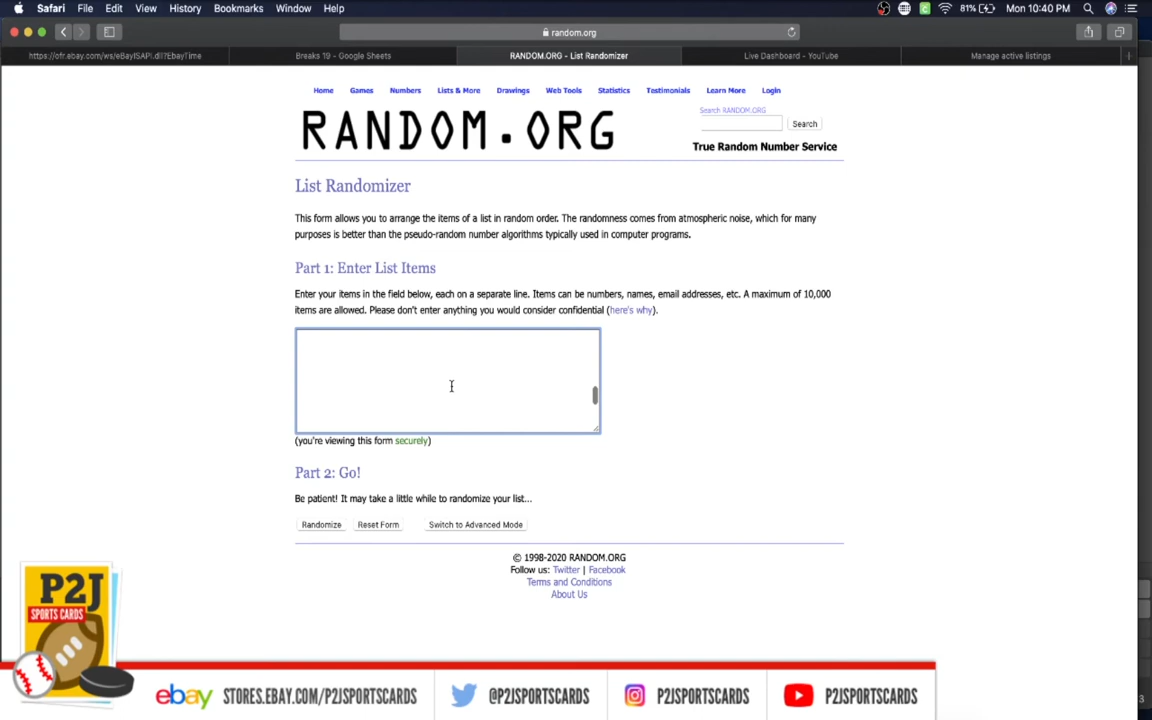 Safari File Edit View History Bookmarks Window Help 81% Mon 10:40 PM
random.org
https://ofr.ebay.com/ws/eBayISAPI.dll?EbayTime Breaks 19 - Google Sheets RANDOM.ORG - List Randomizer Live Dashboard - YouTube Manage active listings
Home Games Numbers Lists & More Drawings Web Tools Statistics Testimonials Learn More Login
Search RANDOM.ORG
Search
RANDOM.ORG
True Random Number Service
List Randomizer
This form allows you to arrange the items of a list in random order. The randomness comes from atmospheric noise, which for many
purposes is better than the pseudo-random number algorithms typically used in computer programs.
Part 1: Enter List Items
Enter your items in the field below, each on a separate line. Items can be numbers, names, email addresses, etc. A maximum of 10,000
items are allowed. Please don't enter anything you would consider confidential (here's why).
(you're viewing this form securely)
Part 2: Go!
Be patient! It may take a little while to randomize your list...
Randomize Reset Form Switch to Advanced Mode
© 1998-2020 RANDOM.ORG
Follow us: Twitter | Facebook
Terms and Conditions
About Us
P2J
SPORTS CARDS
ebay STORES.EBAY.COM/P2JSPORTSCARDS @P2JSPORTSCARDS P2JSPORTSCARDS P2JSPORTSCARDS
3